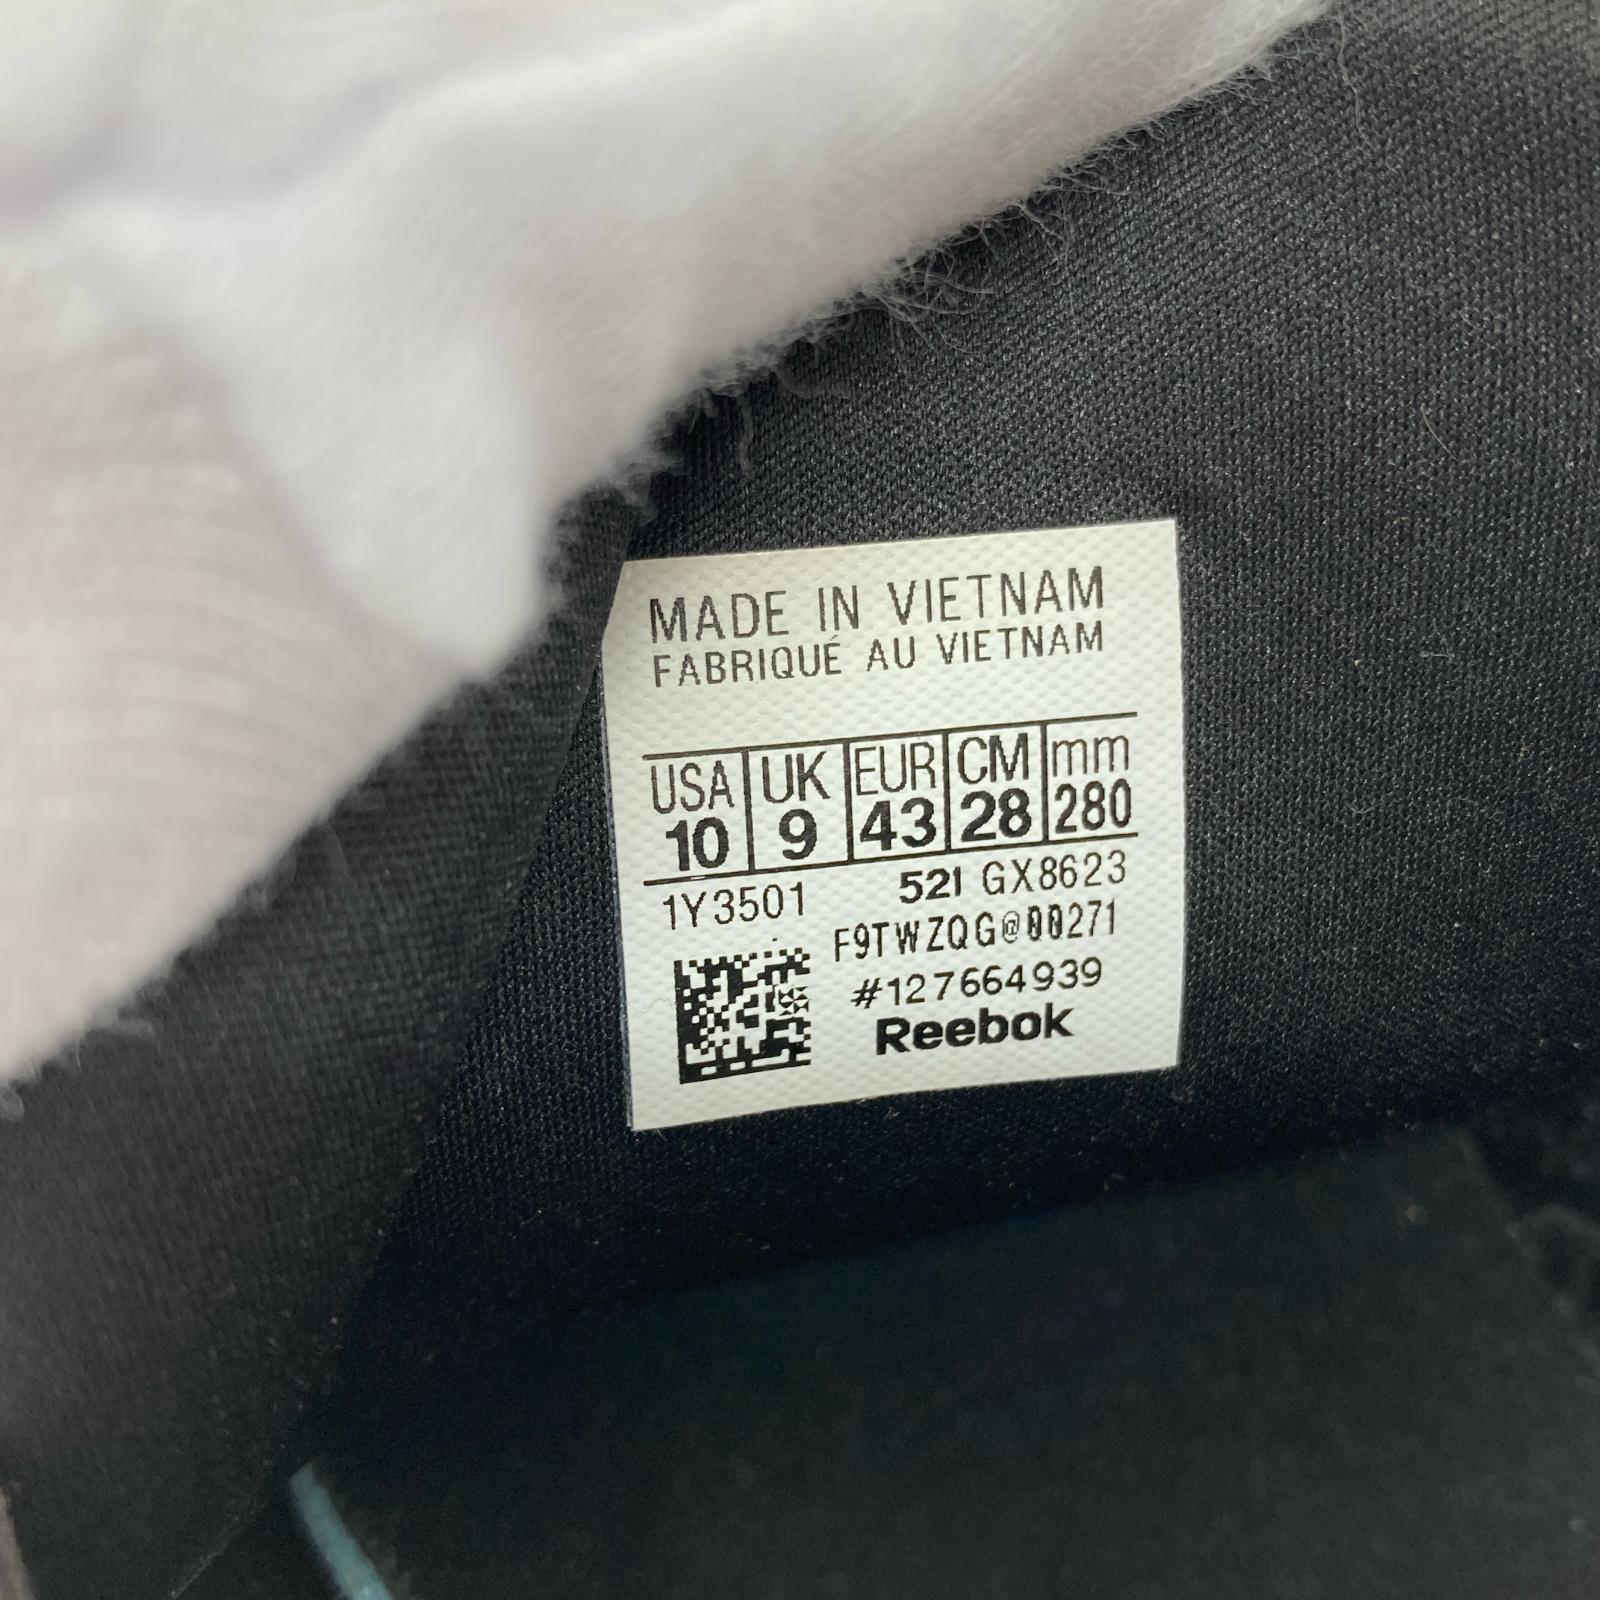 MADE IN VIETNAM
FABRIQUÉ AU VIETNAM
USA UK EUR CM mm
10 9 43 28 280
1Y3501 52I GX8623
F9TWZQG@00271
#127664939
Reebok